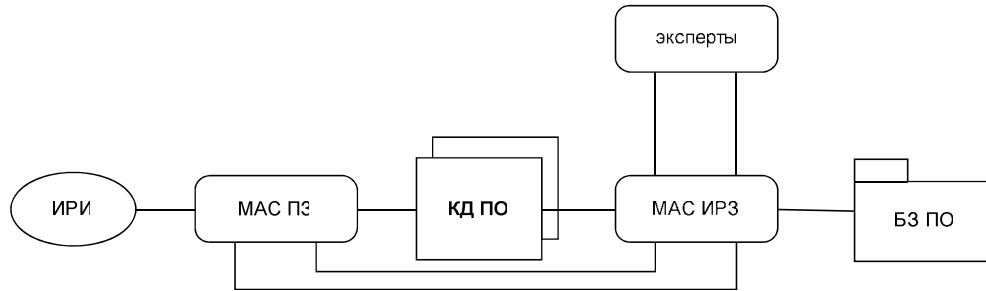 эксперты
ИРИ
МАС ПЗ
КД ПО
МАС ИРЗ
БЗ ПО